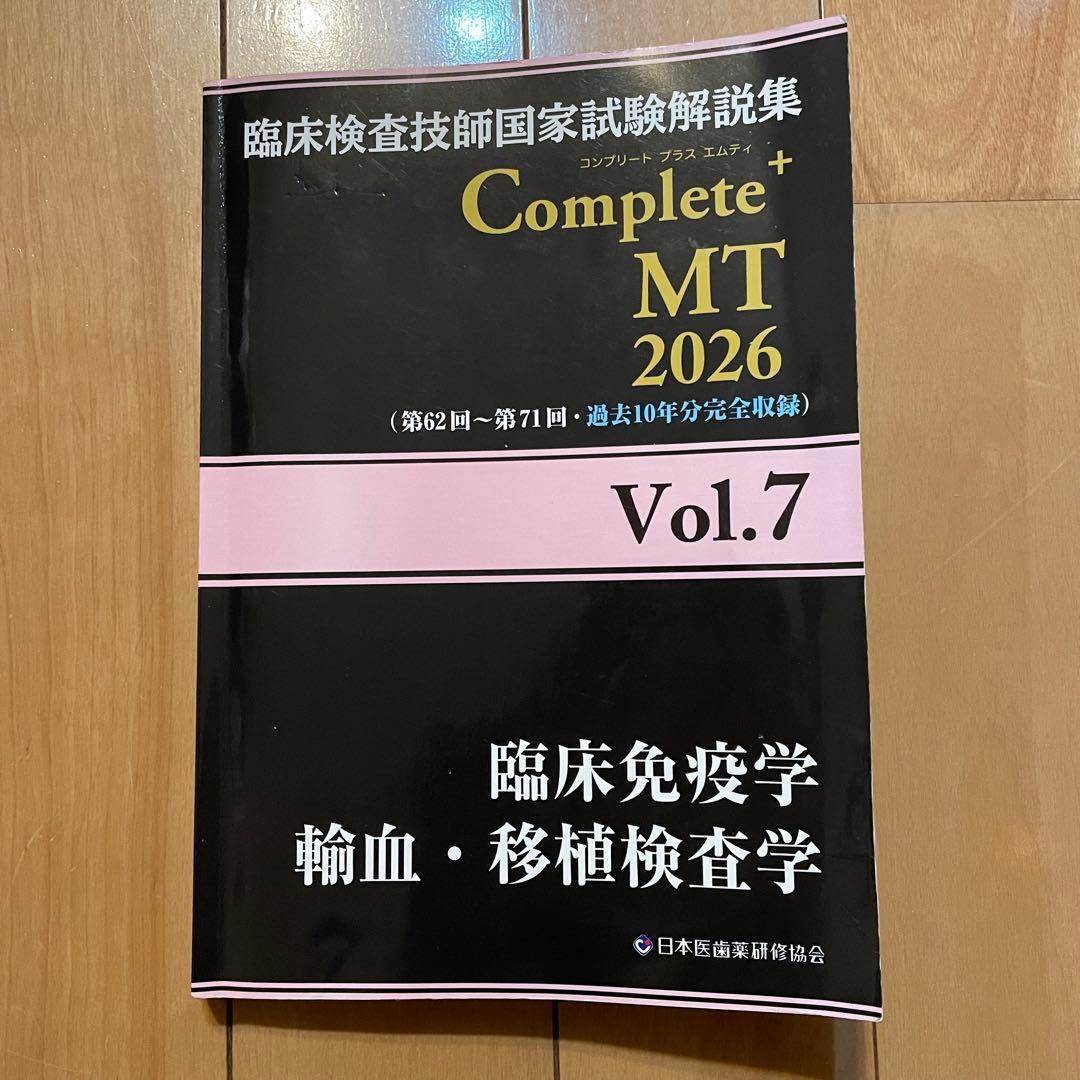 臨床検査技師国家試験解説集
コンプリート プラス エムティ
Complete+
MT
2026
(第62回～第71回・過去10年分完全収録)
Vol.7
臨床免疫学
輸血・移植検査学
日本医歯薬研修協会